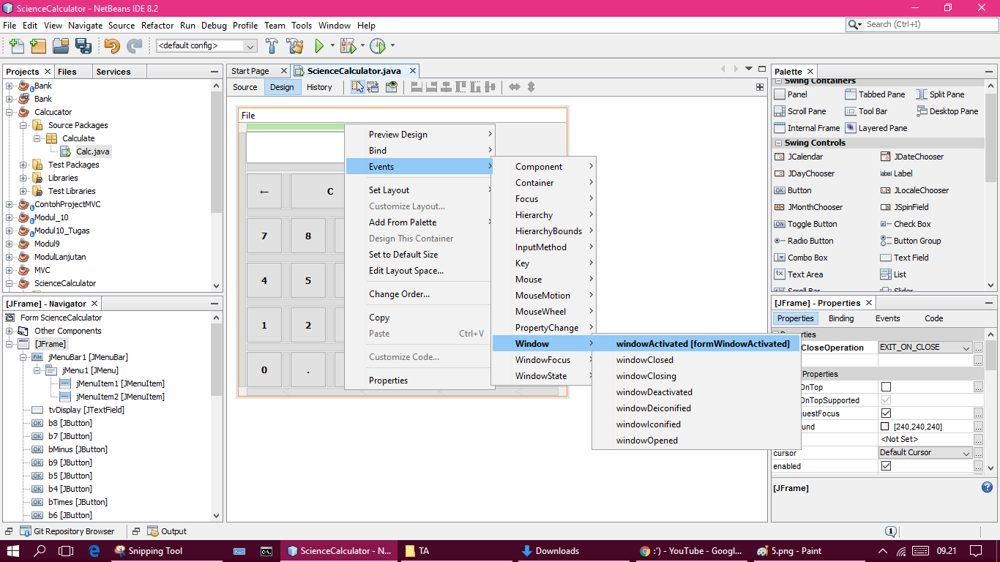 ScienceCalculator - NetBeans IDE 8.2
File Edit View Navigate Source Refactor Run Debug Profile Team Tools Window Help
Search (Ctrl+I)
<default config>
Projects Files Services
Bank
Bank
Calcucator
Source Packages
Calculate
Calc.java
Test Packages
Libraries
Test Libraries
ContohProjectMVC
Modul_10
Modul10_Tugas
Modul9
ModulLanjutan
MVC
ScienceCalculator
[JFrame] - Navigator
Form ScienceCalculator
Other Components
[JFrame]
jMenuBar1 [JMenuBar]
jMenu1 [JMenu]
jMenuItem1 [JMenuItem]
jMenuItem2 [JMenuItem]
tvDisplay [JTextField]
b8 [JButton]
b7 [JButton]
bMinus [JButton]
b9 [JButton]
b5 [JButton]
b4 [JButton]
bTimes [JButton]
b6 [JButton]
Start Page ScienceCalculator.java
Source Design History
File
← C
7 8
4 5
1 2
0 .
Preview Design
Bind
Events
Set Layout
Customize Layout...
Add From Palette
Design This Container
Set to Default Size
Edit Layout Space...
Change Order...
Copy
Paste Ctrl+V
Customize Code...
Properties
Component
Container
Focus
Hierarchy
HierarchyBounds
InputMethod
Key
Mouse
MouseMotion
MouseWheel
PropertyChange
Window
WindowFocus
WindowState
windowActivated [formWindowActivated]
windowClosed
windowClosing
windowDeactivated
windowDeiconified
windowIconified
windowOpened
Palette
Swing Containers
Panel Tabbed Pane Split Pane
Scroll Pane Tool Bar Desktop Pane
Internal Frame Layered Pane
Swing Controls
JCalendar JDateChooser
JDayChooser label Label
OK Button JLocaleChooser
JMonthChooser JSpinField
ON Toggle Button Check Box
Radio Button Button Group
Combo Box Text Field
Text Area List
Scroll Bar Slider
[JFrame] - Properties
Properties Binding Events Code
Properties
CloseOperation EXIT_ON_CLOSE
Properties
OnTop
OnTopSupported
questFocus
und [240,240,240]
<Not Set>
cursor Default Cursor
enabled
[JFrame]
Git Repository Browser Output
1
Snipping Tool ScienceCalculator - N... TA Downloads :') - YouTube - Googl... 5.png - Paint 09.21